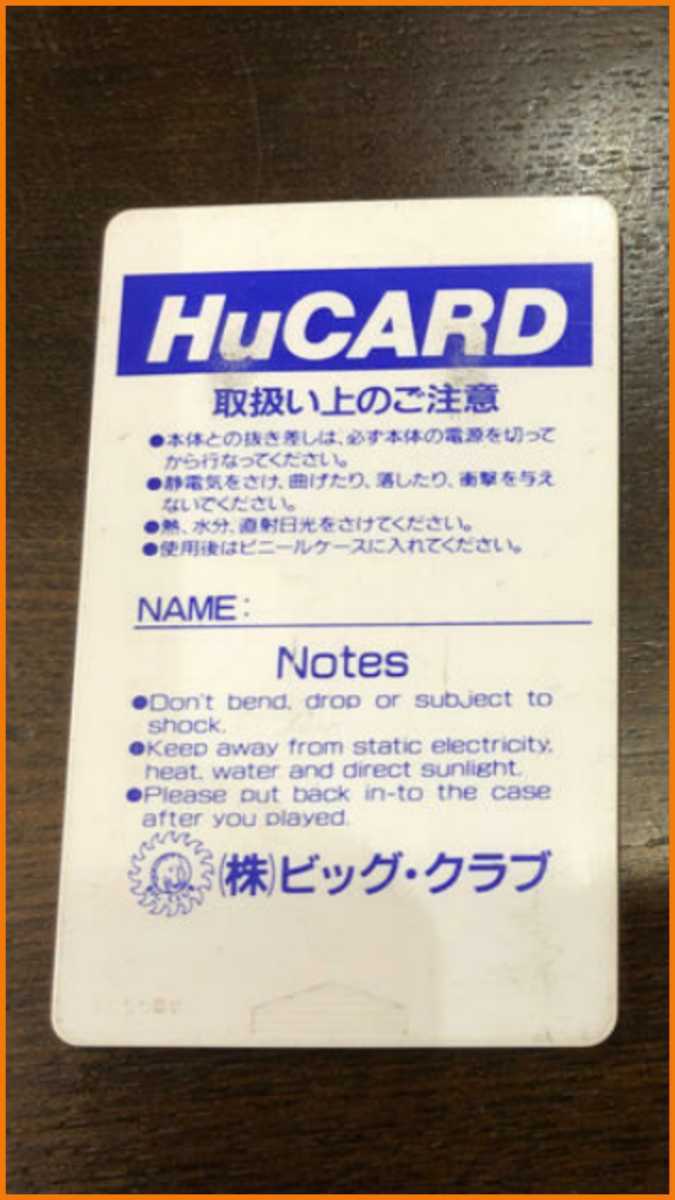 HuCARD
取扱い上のご注意
●本体との抜き差しは、必ず本体の電源を切って
から行なってください。
●静電気をさけ、曲げたり、落したり、衝撃を与え
ないでください。
●熱、水分、直射日光をさけてください。
●使用後はビニールケースに入れてください。
NAME:
Notes
●Don't bend, drop or subject to
shock.
●Keep away from static electricity,
heat, water and direct sunlight.
●Please put back in-to the case
after you played.
(株)ビッグ・クラブ